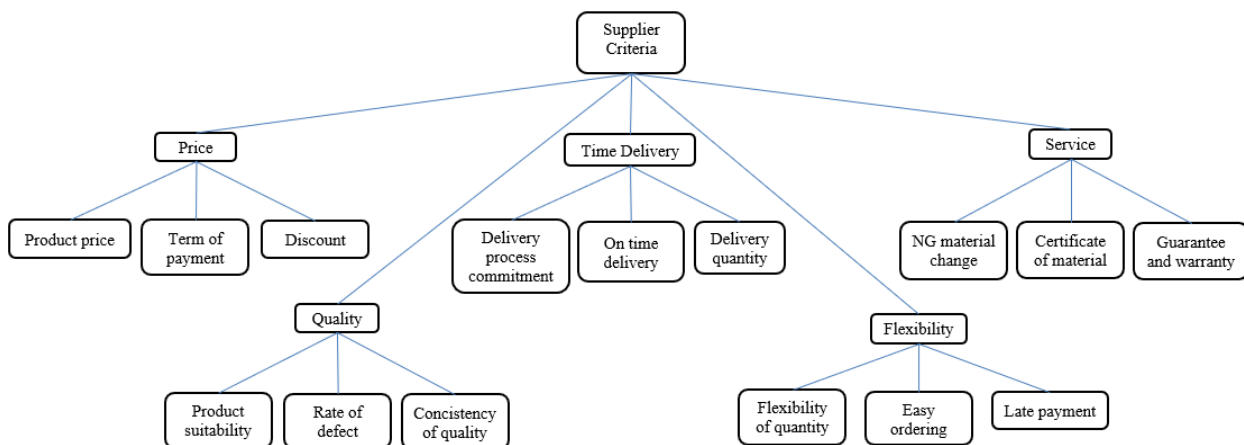 Supplier
Criteria
Price
Time Delivery
Service
Product price
Term of
payment
Discount
Delivery
process
commitment
On time
delivery
Delivery
quantity
NG material
change
Certificate
of material
Guarantee
and warranty
Quality
Flexibility
Product
suitability
Rate of
defect
Concistency
of quality
Flexibility
of quantity
Easy
ordering
Late payment